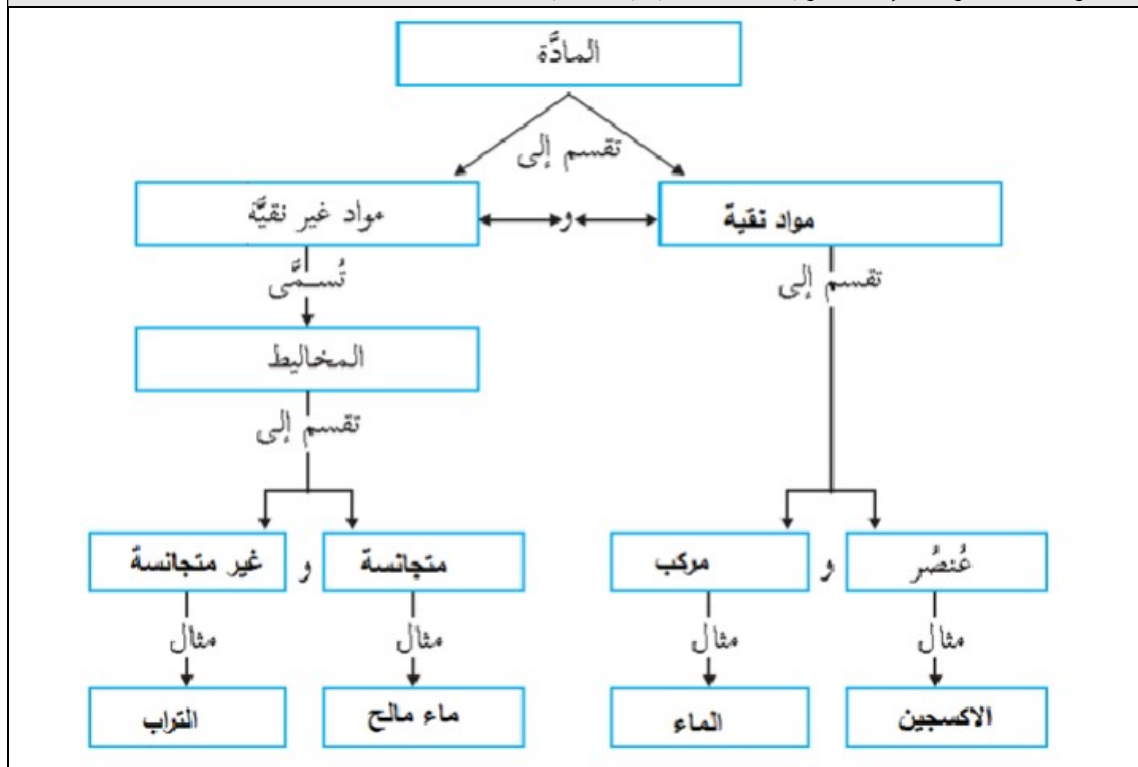 المادَّة
تقسم إلى
مواد نقية
و
مواد غير نقيَّة
تقسم إلى
تُسمَّى
المخاليط
تقسم إلى
عُنصُر
و
مركب
متجانسة
و
غير متجانسة
مثال
مثال
مثال
مثال
الاكسجين
الماء
ماء مالح
التراب